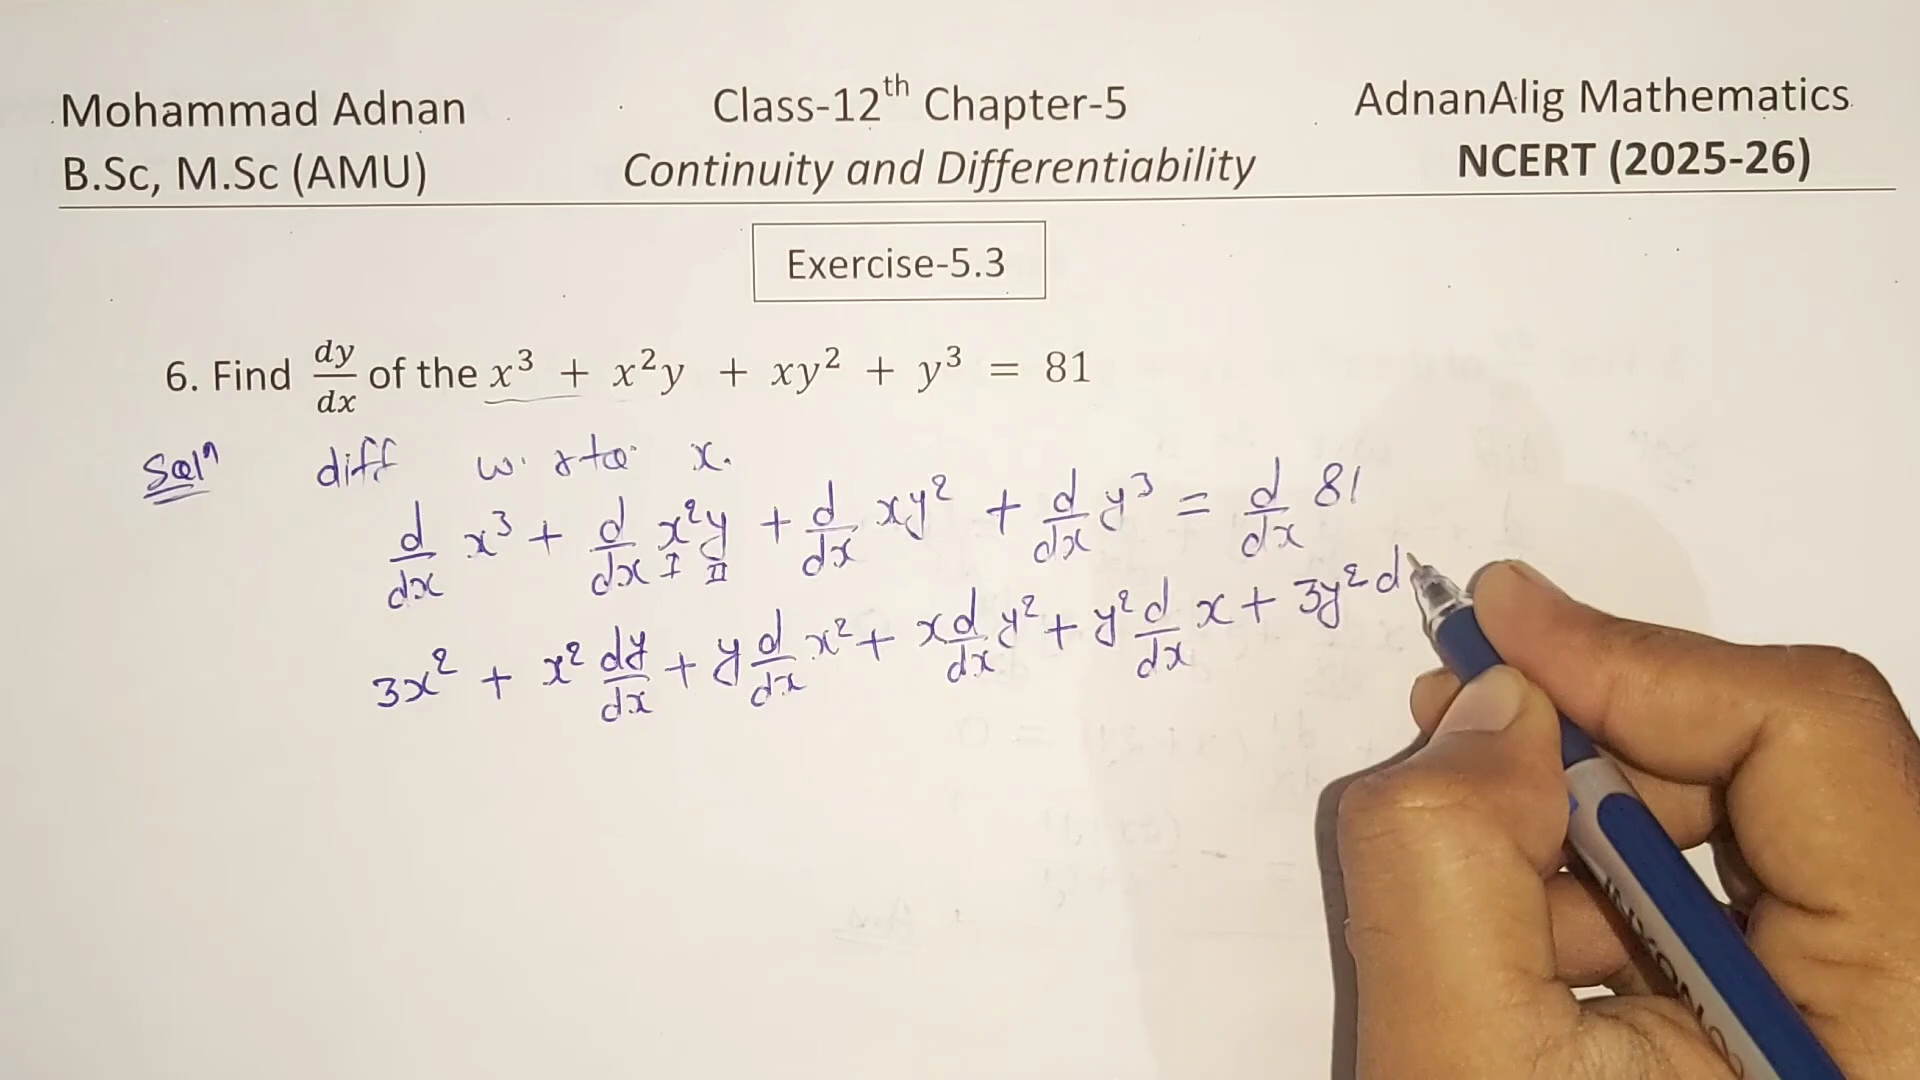 Mohammad Adnan Class-12th Chapter-5 AdnanAlig Mathematics
B.Sc, M.Sc (AMU) Continuity and Differentiability NCERT (2025-26)
Exercise-5.3
6. Find dy/dx of the x³ + x²y + xy² + y³ = 81
Solⁿ diff w. r to x.
d/dx x³ + d/dx x²y + d/dx xy² + d/dx y³ = d/dx 81
I II
3x² + x² dy/dx + y d/dx x² + x d/dx y² + y² d/dx x + 3y² d